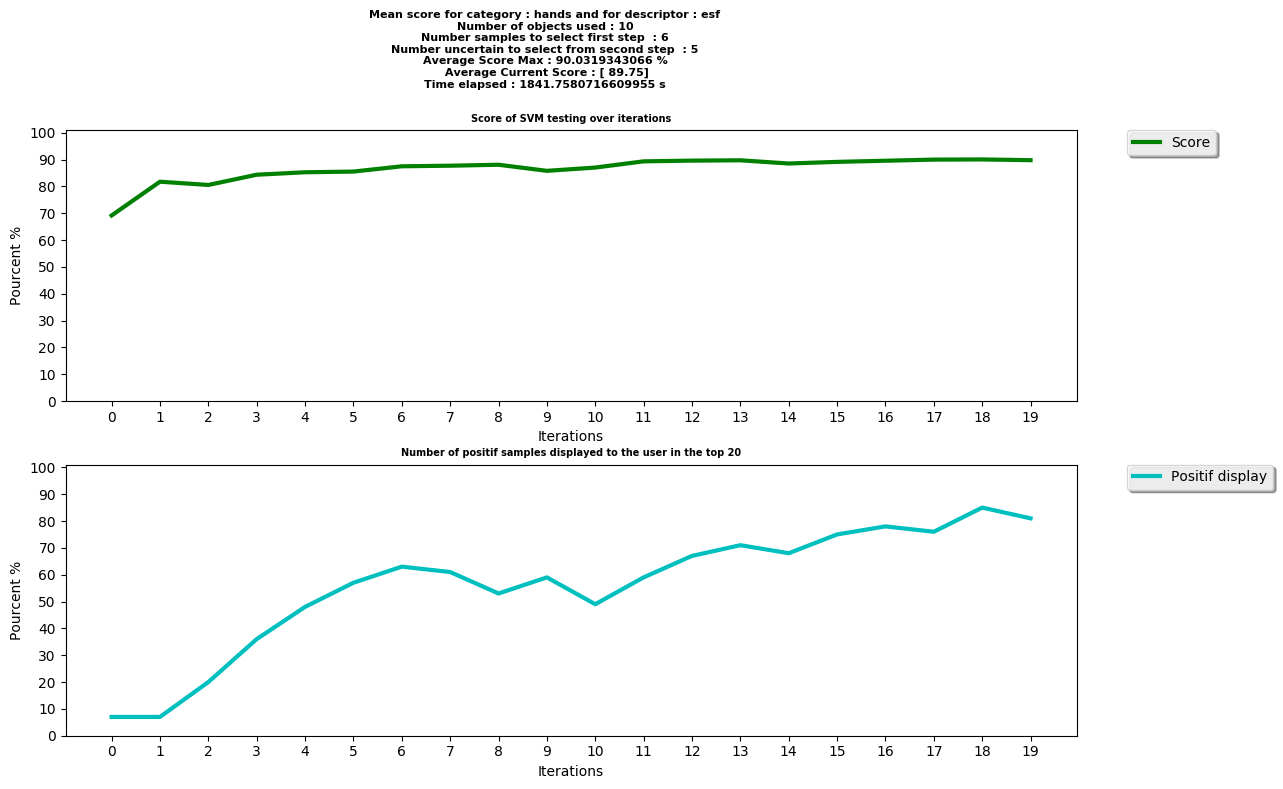 Mean score for category : hands and for descriptor : esf
Number of objects used : 10
Number samples to select first step  : 6
Number uncertain to select from second step  : 5
Average Score Max : 90.0319343066 %
Average Current Score : [ 89.75]
Time elapsed : 1841.7580716609955 s
Score of SVM testing over iterations
100
90
80
70
60
50
40
30
20
10
0
Pourcent %
0 1 2 3 4 5 6 7 8 9 10 11 12 13 14 15 16 17 18 19
Iterations
Score
Number of positif samples displayed to the user in the top 20
100
90
80
70
60
50
40
30
20
10
0
Pourcent %
0 1 2 3 4 5 6 7 8 9 10 11 12 13 14 15 16 17 18 19
Iterations
Positif display